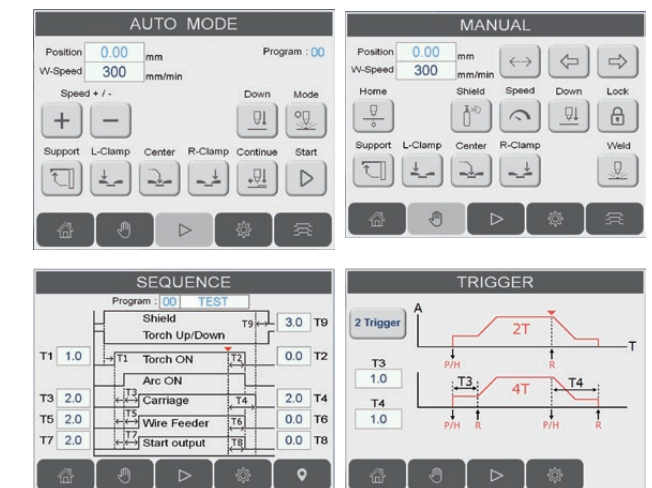 AUTO MODE
Position 0.00 mm Program : 00
W-Speed 300 mm/min
Speed + / - Down Mode
Support L-Clamp Center R-Clamp Continue Start
MANUAL
Position 0.00 mm
W-Speed 300 mm/min
Home Shield Speed Down Lock
Support L-Clamp Center R-Clamp Weld
SEQUENCE
Program : 00 TEST
Shield T9 3.0 T9
Torch Up/Down
T1 1.0 T1 Torch ON T2 0.0 T2
Arc ON
T3 2.0 T3 Carriage T4 2.0 T4
T5 2.0 T5 Wire Feeder T6 0.0 T6
T7 2.0 T7 Start output T8 0.0 T8
TRIGGER
A
2 Trigger 2T
T
P/H R
T3
1.0 T3 4T T4
T4
1.0
P/H R P/H R